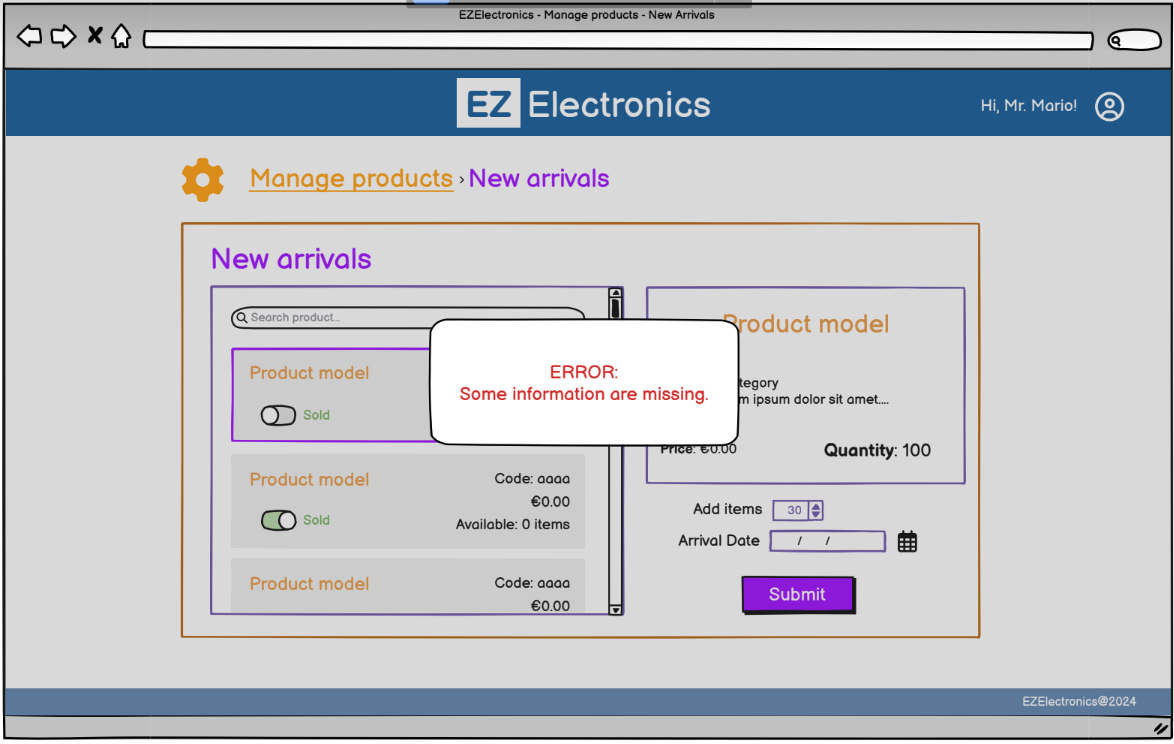 EZElectronics - Manage products - New Arrivals
EZ Electronics
Hi, Mr. Mario!
Manage products › New arrivals
New arrivals
Search product...
Product model
Sold
Product model
Code: aaaa
€0.00
Sold
Available: 0 items
Product model
Code: aaaa
€0.00
ERROR:
Some information are missing.
Product model
tegory
m ipsum dolor sit amet....
Price: €0.00
Quantity: 100
Add items 30
Arrival Date / /
Submit
EZElectronics@2024